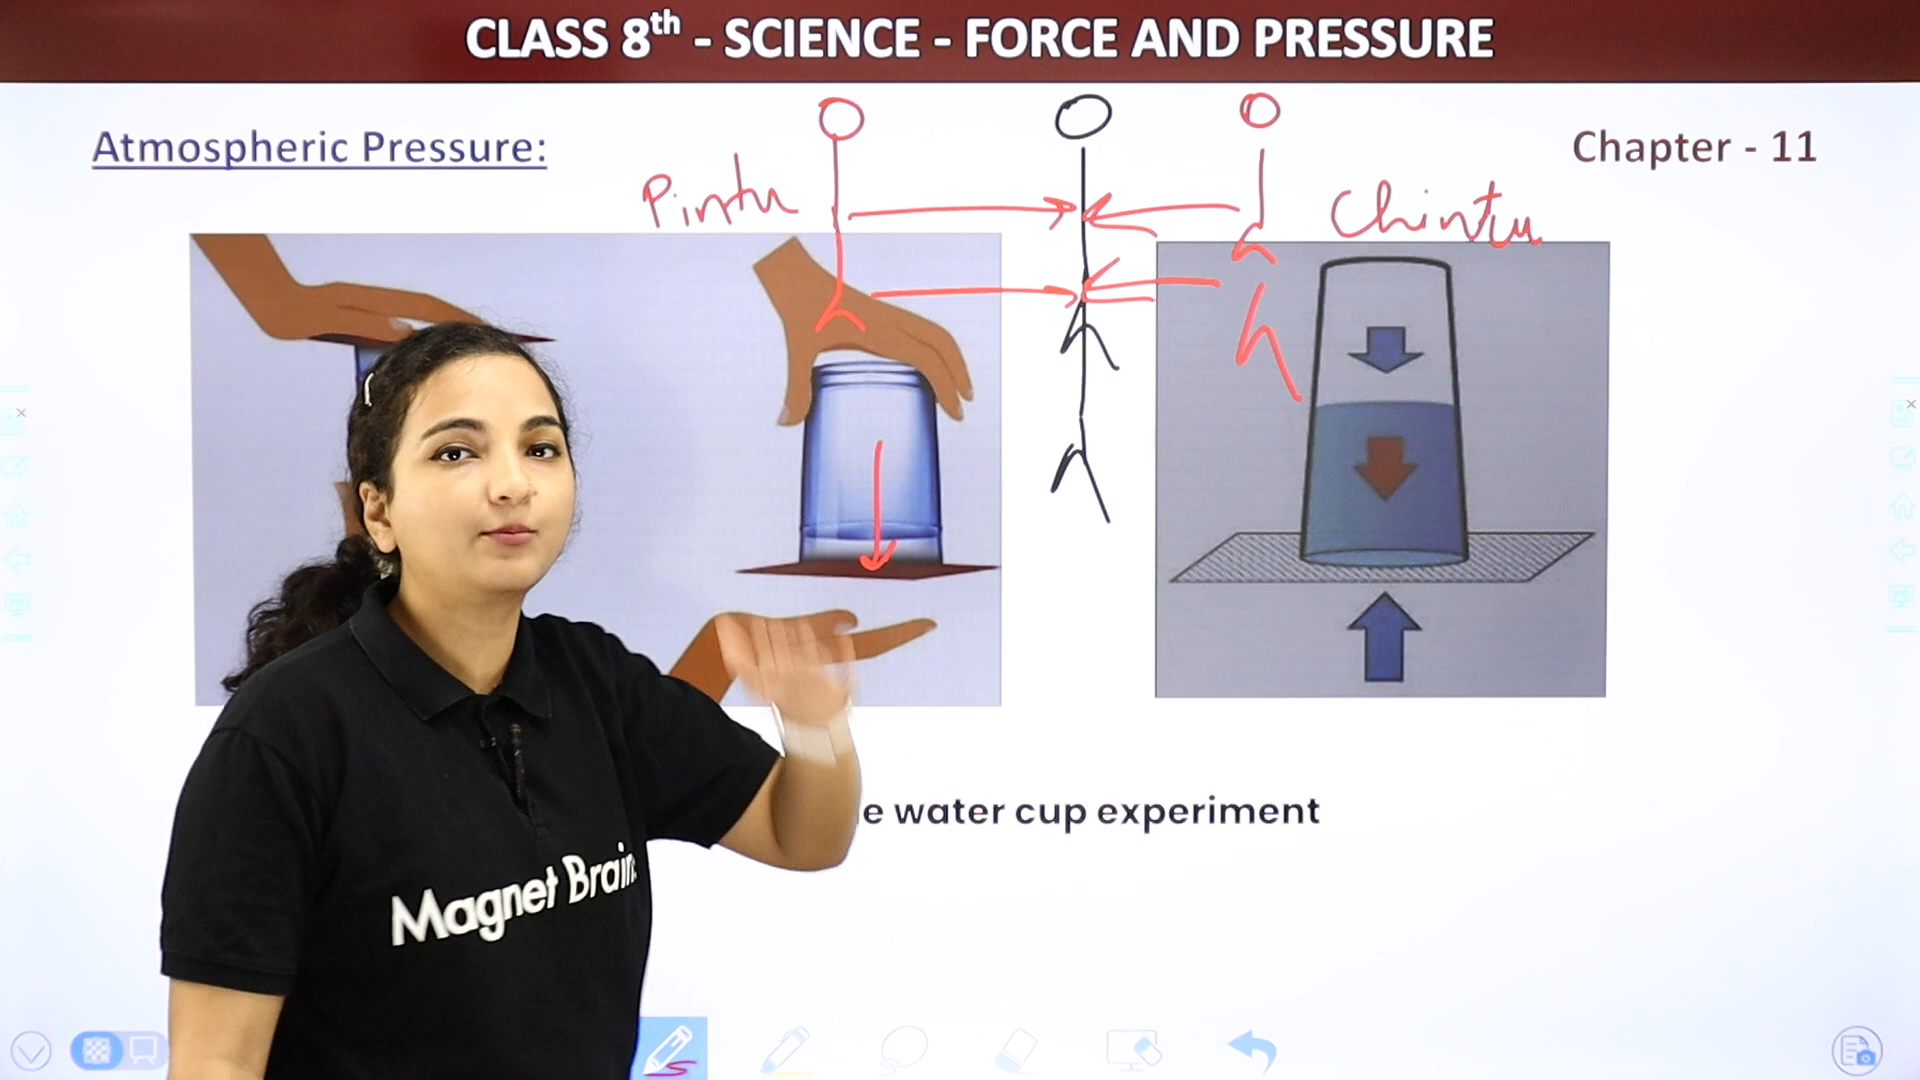 CLASS 8th - SCIENCE - FORCE AND PRESSURE
Atmospheric Pressure:
Chapter - 11
Pintu
Chintu
water cup experiment
Magnet Brain